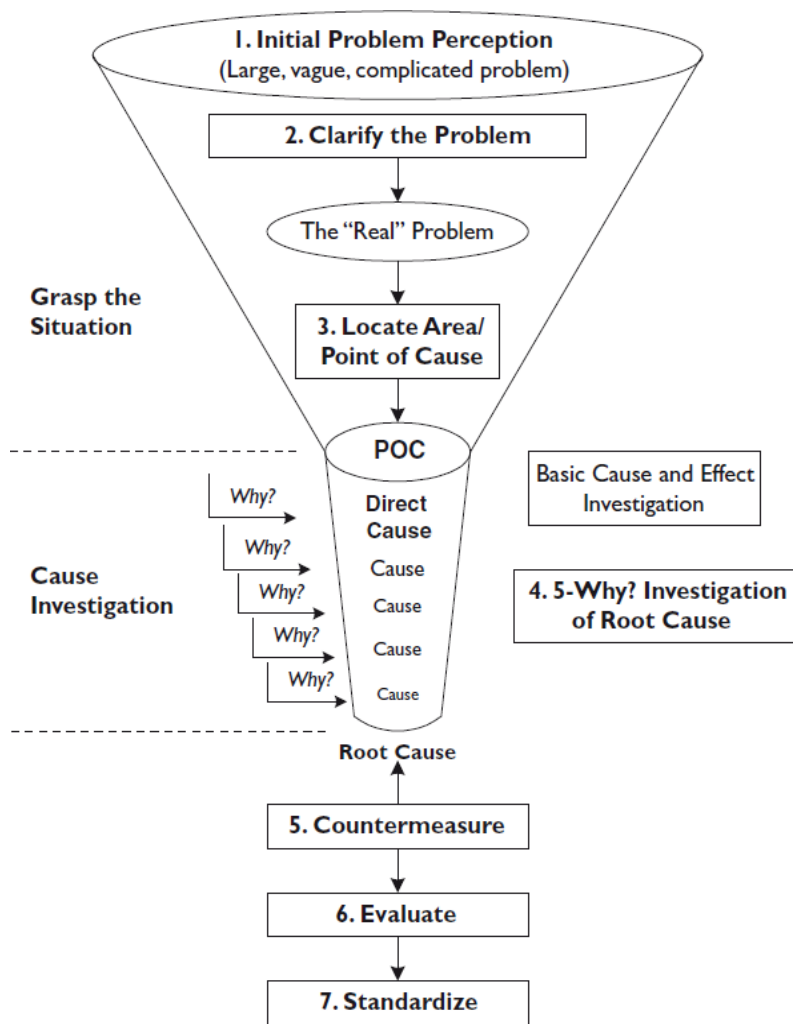 1. Initial Problem Perception
(Large, vague, complicated problem)
2. Clarify the Problem
The “Real” Problem
Grasp the
Situation
3. Locate Area/
Point of Cause
POC
Basic Cause and Effect
Investigation
Direct
Cause
Why?
Why?
Why?
Why?
Why?
Cause
Cause
Cause
Cause
Cause
Investigation
4. 5-Why? Investigation
of Root Cause
Root Cause
5. Countermeasure
6. Evaluate
7. Standardize